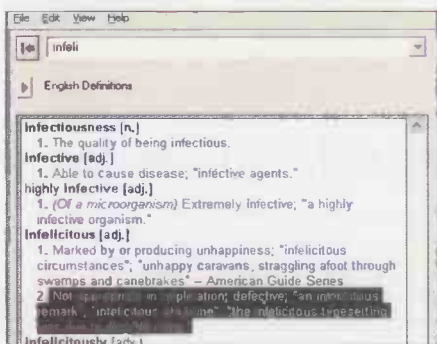 File Edit View Help
infeli
English Definitions
Infectiousness [n.]
1. The quality of being infectious.
Infective [adj.]
1. Able to cause disease; "infective agents."
highly Infective [adj.]
1. (Of a microorganism) Extremely infective; "a highly
infective organism."
Infelicitous [adj.]
1. Marked by or producing unhappiness; "infelicitous
circumstances"; "unhappy caravans, straggling afoot through
swamps and canebrakes" – American Guide Series
2. Not in application; defective; "an infelicitous
remark", "infelicitous "the infelicitous typesetting
Infelicitously [adv.]